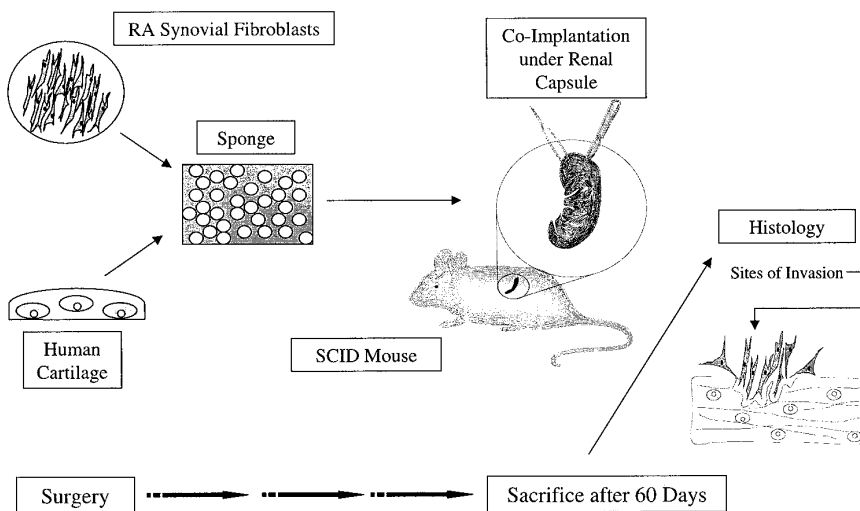 RA Synovial Fibroblasts
Co-Implantation
under Renal
Capsule
Sponge
Histology
Sites of Invasion
Human
Cartilage
SCID Mouse
Surgery
Sacrifice after 60 Days